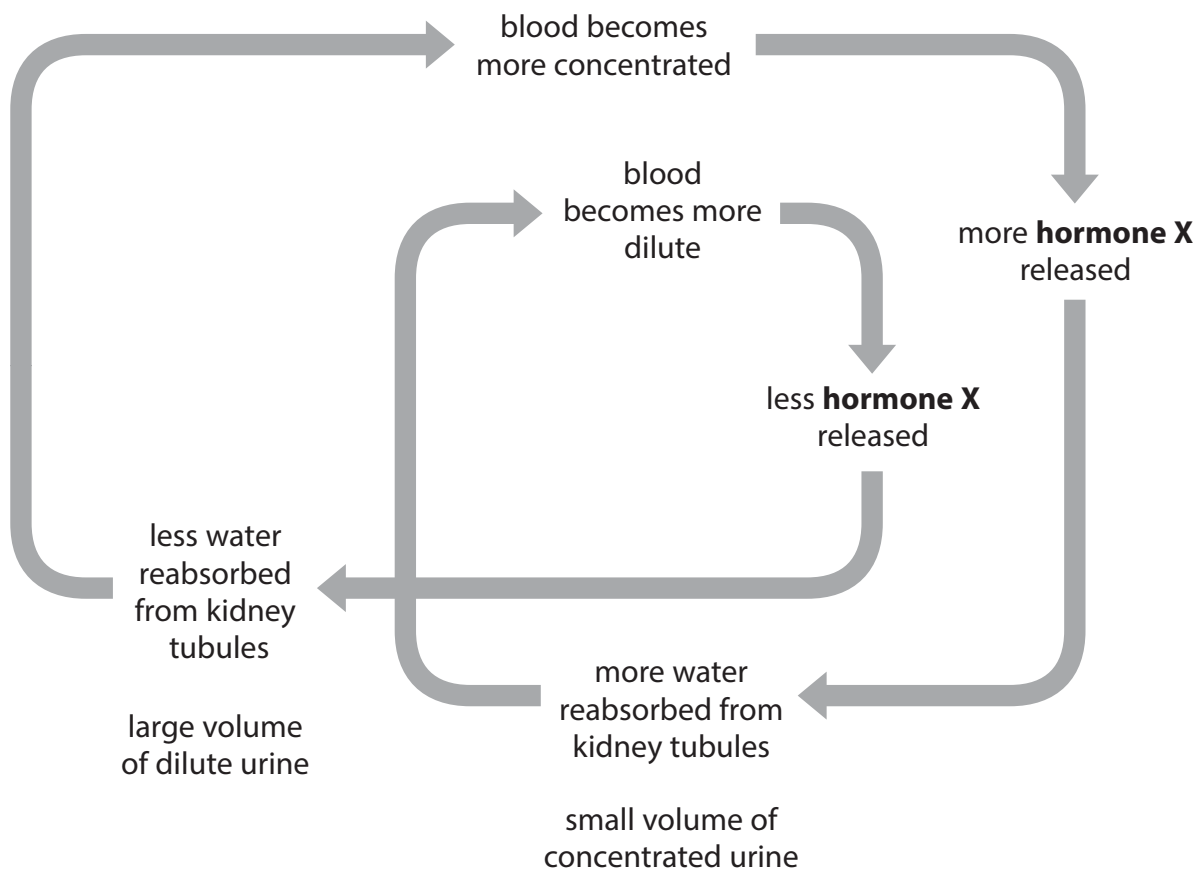 blood becomes
more concentrated
blood
becomes more
dilute
more hormone X
released
less hormone X
released
less water
reabsorbed
from kidney
tubules
large volume
of dilute urine
more water
reabsorbed from
kidney tubules
small volume of
concentrated urine